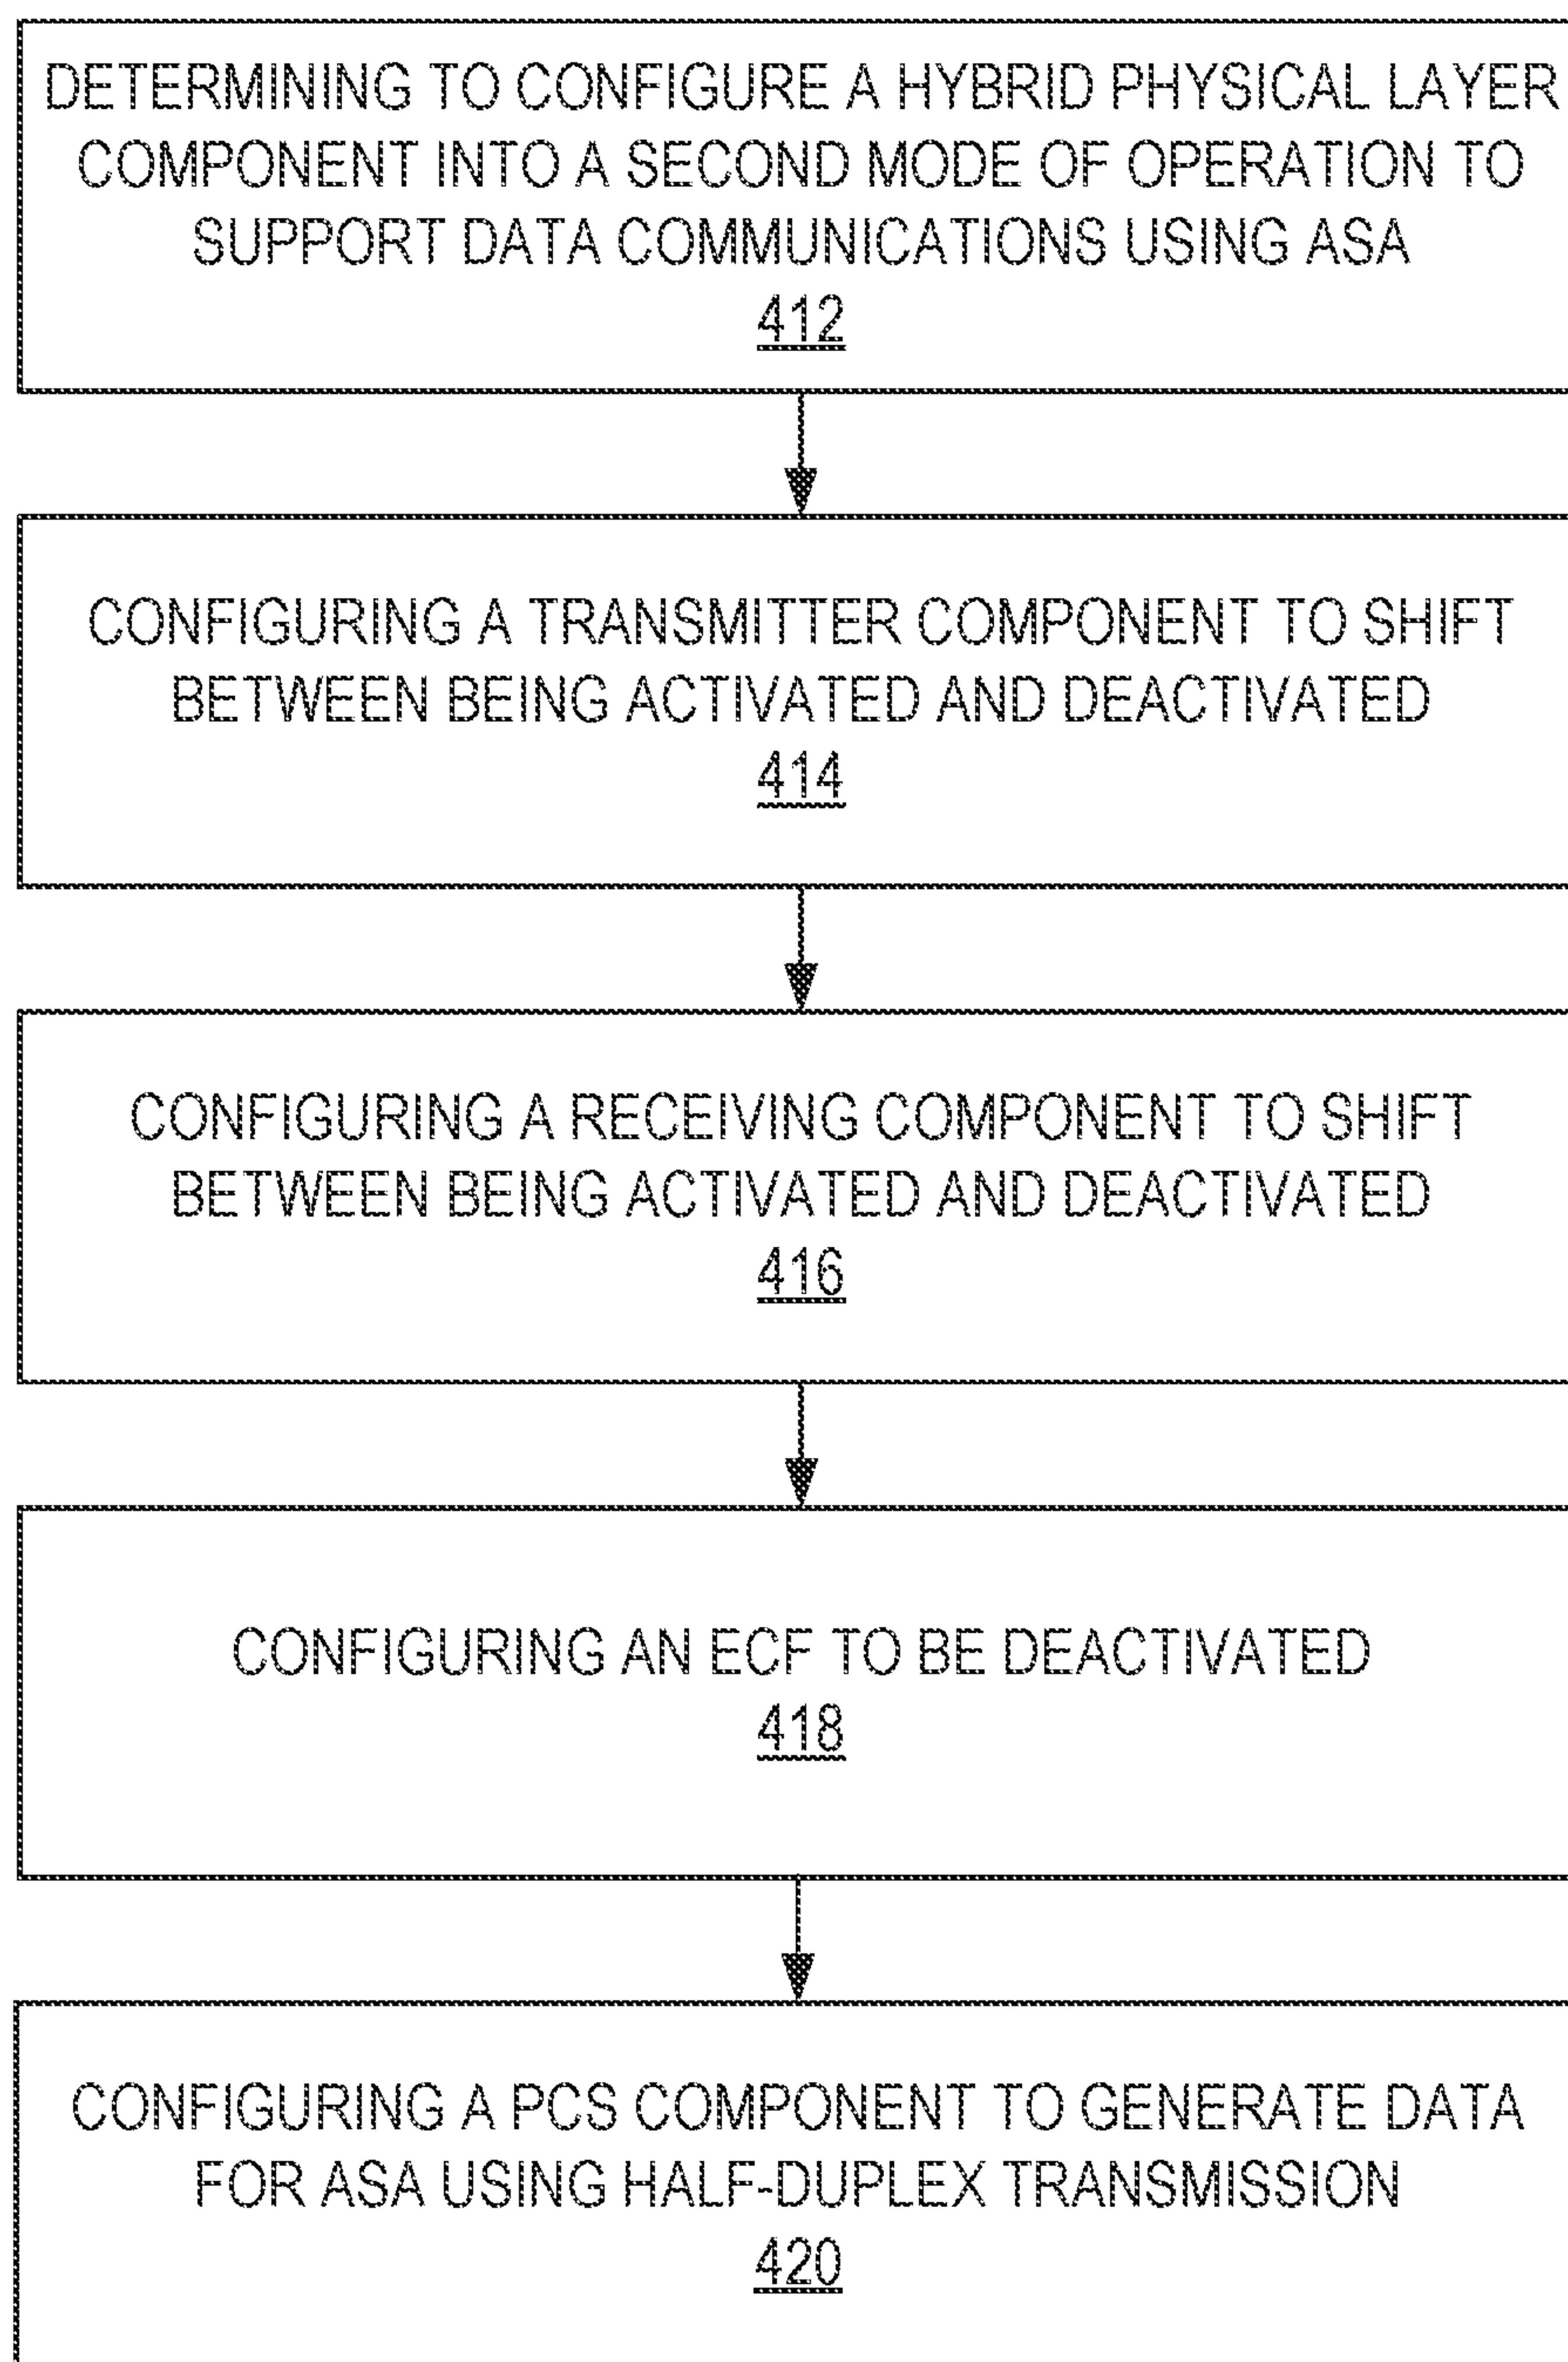 DETERMINING TO CONFIGURE A HYBRID PHYSICAL LAYER
COMPONENT INTO A SECOND MODE OF OPERATION TO
SUPPORT DATA COMMUNICATIONS USING ASA
412
CONFIGURING A TRANSMITTER COMPONENT TO SHIFT
BETWEEN BEING ACTIVATED AND DEACTIVATED
414
CONFIGURING A RECEIVING COMPONENT TO SHIFT
BETWEEN BEING ACTIVATED AND DEACTIVATED
416
CONFIGURING AN ECF TO BE DEACTIVATED
418
CONFIGURING A PCS COMPONENT TO GENERATE DATA
FOR ASA USING HALF-DUPLEX TRANSMISSION
420